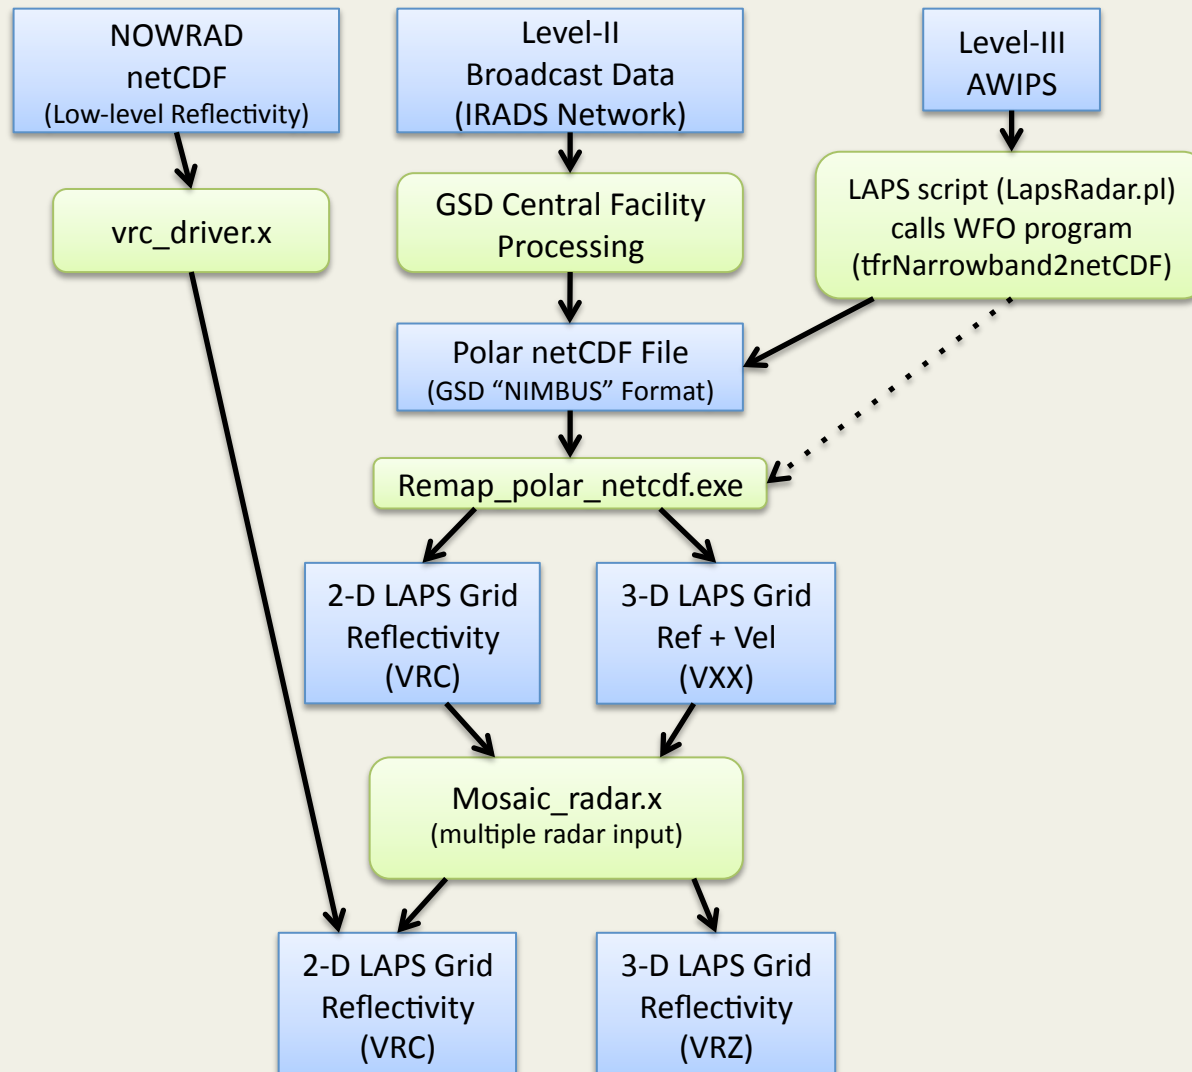 NOWRAD
netCDF
(Low-level Reflectivity)
Level-II
Broadcast Data
(IRADS Network)
Level-III
AWIPS
vrc_driver.x
GSD Central Facility
Processing
LAPS script (LapsRadar.pl)
calls WFO program
(tfrNarrowband2netCDF)
Polar netCDF File
(GSD “NIMBUS” Format)
Remap_polar_netcdf.exe
2-D LAPS Grid
Reflectivity
(VRC)
3-D LAPS Grid
Ref + Vel
(VXX)
Mosaic_radar.x
(multiple radar input)
2-D LAPS Grid
Reflectivity
(VRC)
3-D LAPS Grid
Reflectivity
(VRZ)